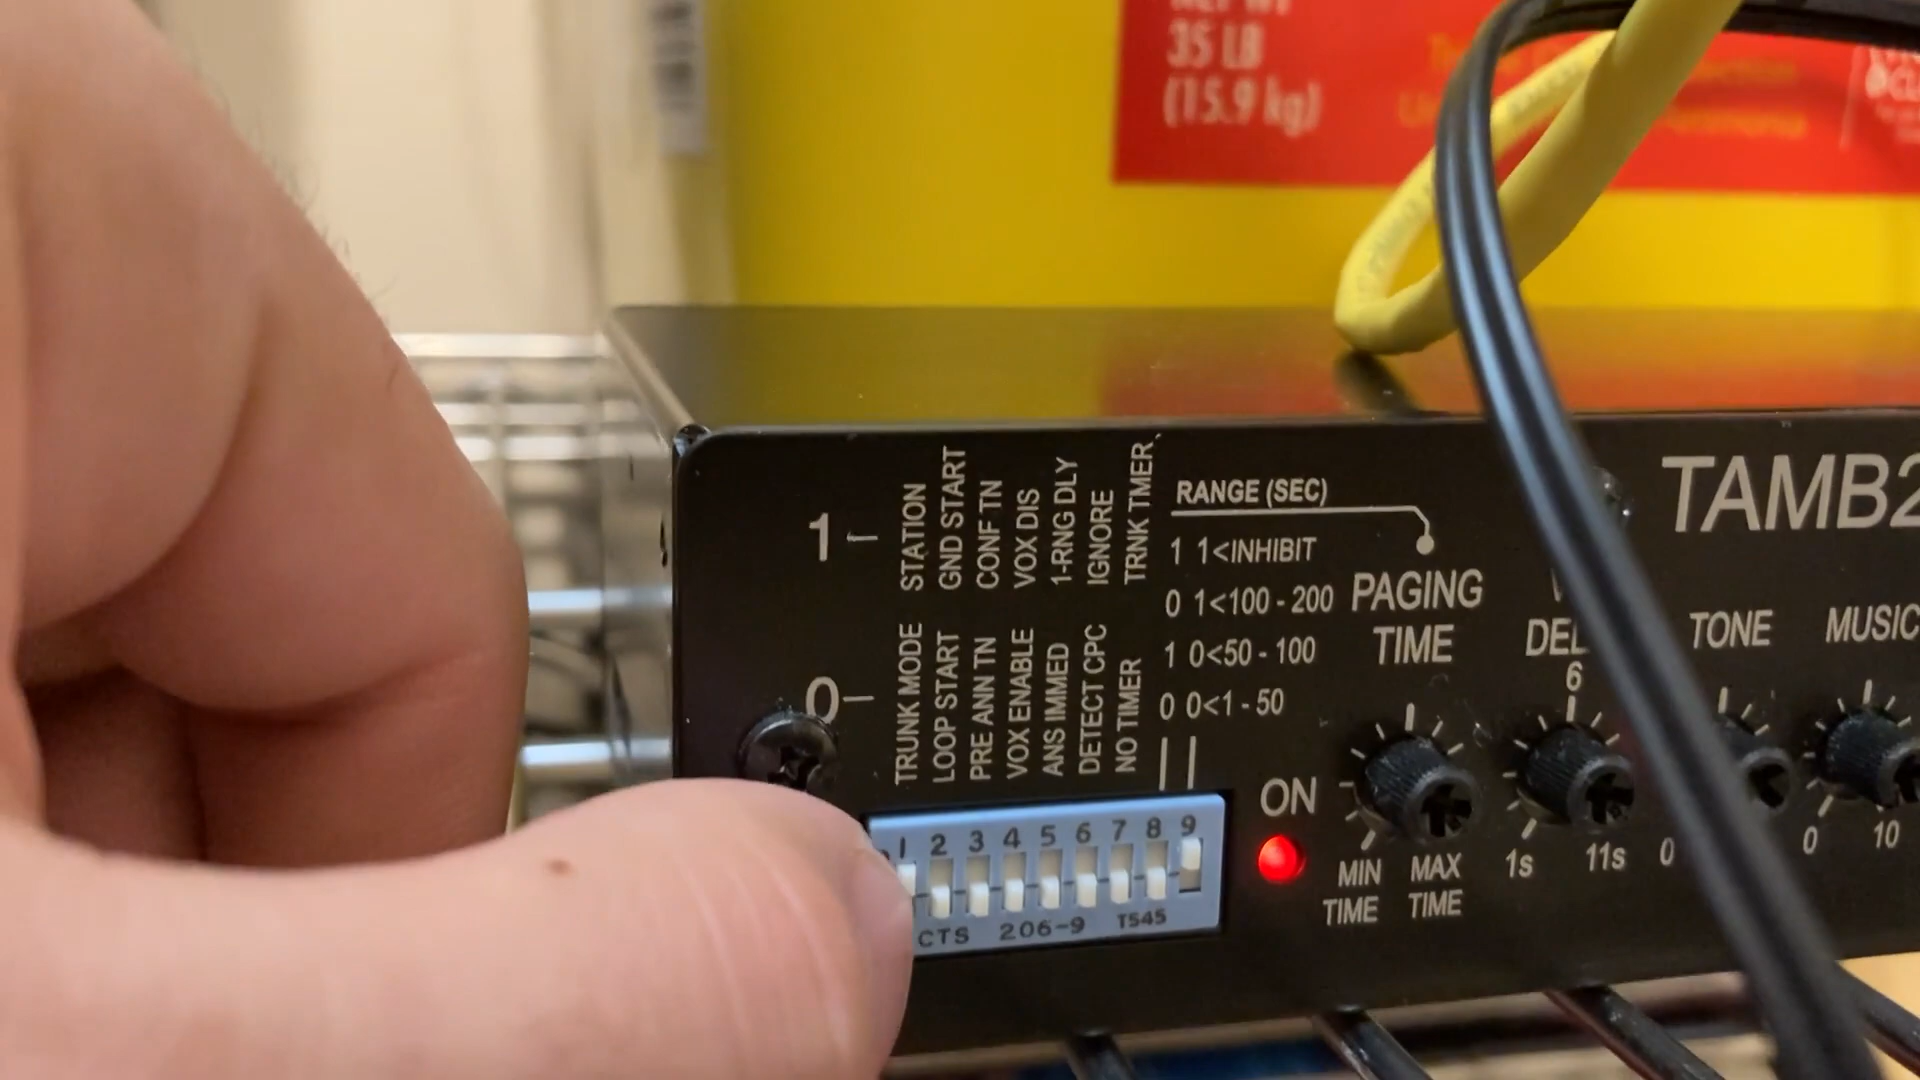 35 LB
(15.9 kg)
1
0
STATION
GND START
CONF TN
VOX DIS
1-RNG DLY
IGNORE
TRNK TMER
TRUNK MODE
LOOP START
PRE ANN TN
VOX ENABLE
ANS IMMED
DETECT CPC
NO TIMER
RANGE (SEC)
1 1<INHIBIT
0 1<100 - 200
1 0<50 - 100
0 0<1 - 50
PAGING
TIME
MIN
TIME
MAX
TIME
ON
DEL
6
1s
11s
TONE
0
MUSIC
0
10
TAMB2
1 2 3 4 5 6 7 8 9
CTS 206-9 T545